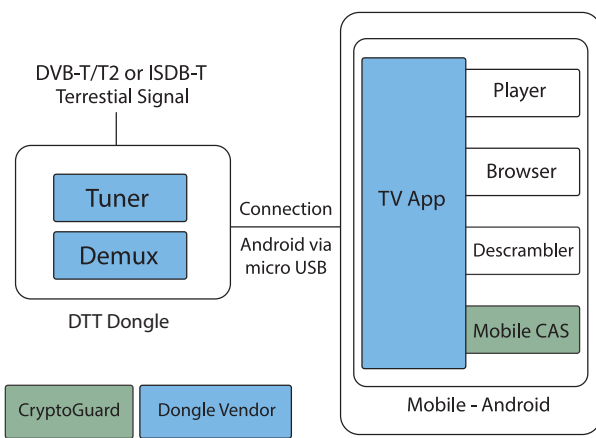 DVB-T/T2 or ISDB-T
Terrestial Signal
Tuner
Demux
DTT Dongle
Connection
Android via
micro USB
TV App
Player
Browser
Descrambler
Mobile CAS
Mobile - Android
CryptoGuard
Dongle Vendor